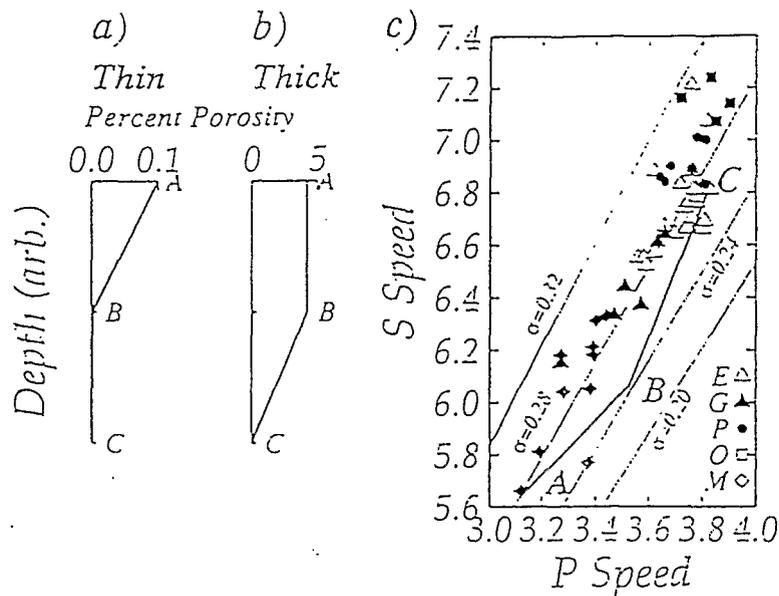 a) b) c)
Thin Thick
Percent Porosity
0.0 0.1 0 5
A A
B B
C C
Depth (arb.)
S Speed
7.4
7.2
7.0
6.8
6.6
6.4
6.2
6.0
5.8
5.6
σ=0.32
σ=0.28
σ=0.24
σ=0.20
C
B
A
E
G
P
O
M
3.0 3.2 3.4 3.6 3.8 4.0
P Speed